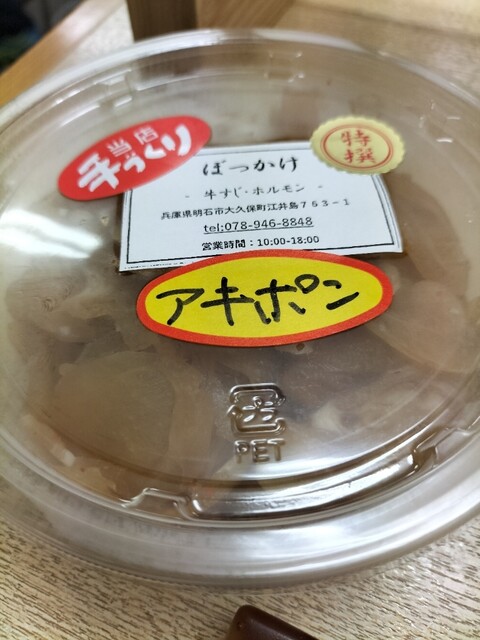 当店
手づくり
特
撰
ぼっかけ
- 牛すじ・ホルモン -
兵庫県明石市大久保町江井島７６３－１
tel:078-946-8848
営業時間：10:00-18:00
アキポン
PET